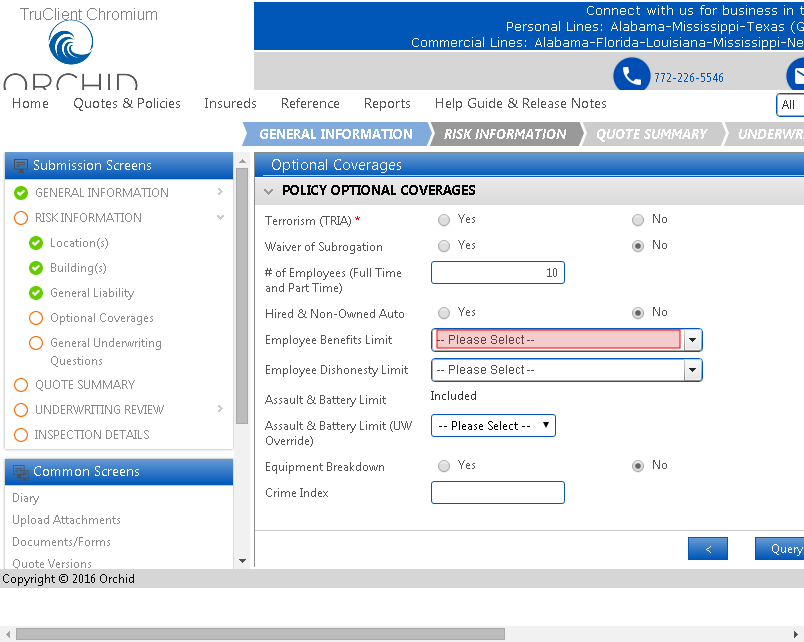 TruClient Chromium
Connect with us for business in t
Personal Lines: Alabama-Mississippi-Texas (G
Commercial Lines: Alabama-Florida-Louisiana-Mississippi-Ne
ORCHID
772-226-5546
Home Quotes & Policies Insureds Reference Reports Help Guide & Release Notes All
GENERAL INFORMATION RISK INFORMATION QUOTE SUMMARY UNDERWR
Submission Screens
GENERAL INFORMATION
RISK INFORMATION
Location(s)
Building(s)
General Liability
Optional Coverages
General Underwriting
Questions
QUOTE SUMMARY
UNDERWRITING REVIEW
INSPECTION DETAILS
Common Screens
Diary
Upload Attachments
Documents/Forms
Quote Versions
Optional Coverages
POLICY OPTIONAL COVERAGES
Terrorism (TRIA) * Yes No
Waiver of Subrogation Yes No
# of Employees (Full Time
and Part Time) 10
Hired & Non-Owned Auto Yes No
Employee Benefits Limit -- Please Select --
Employee Dishonesty Limit -- Please Select --
Assault & Battery Limit Included
Assault & Battery Limit (UW
Override) -- Please Select --
Equipment Breakdown Yes No
Crime Index
< Query
Copyright © 2016 Orchid